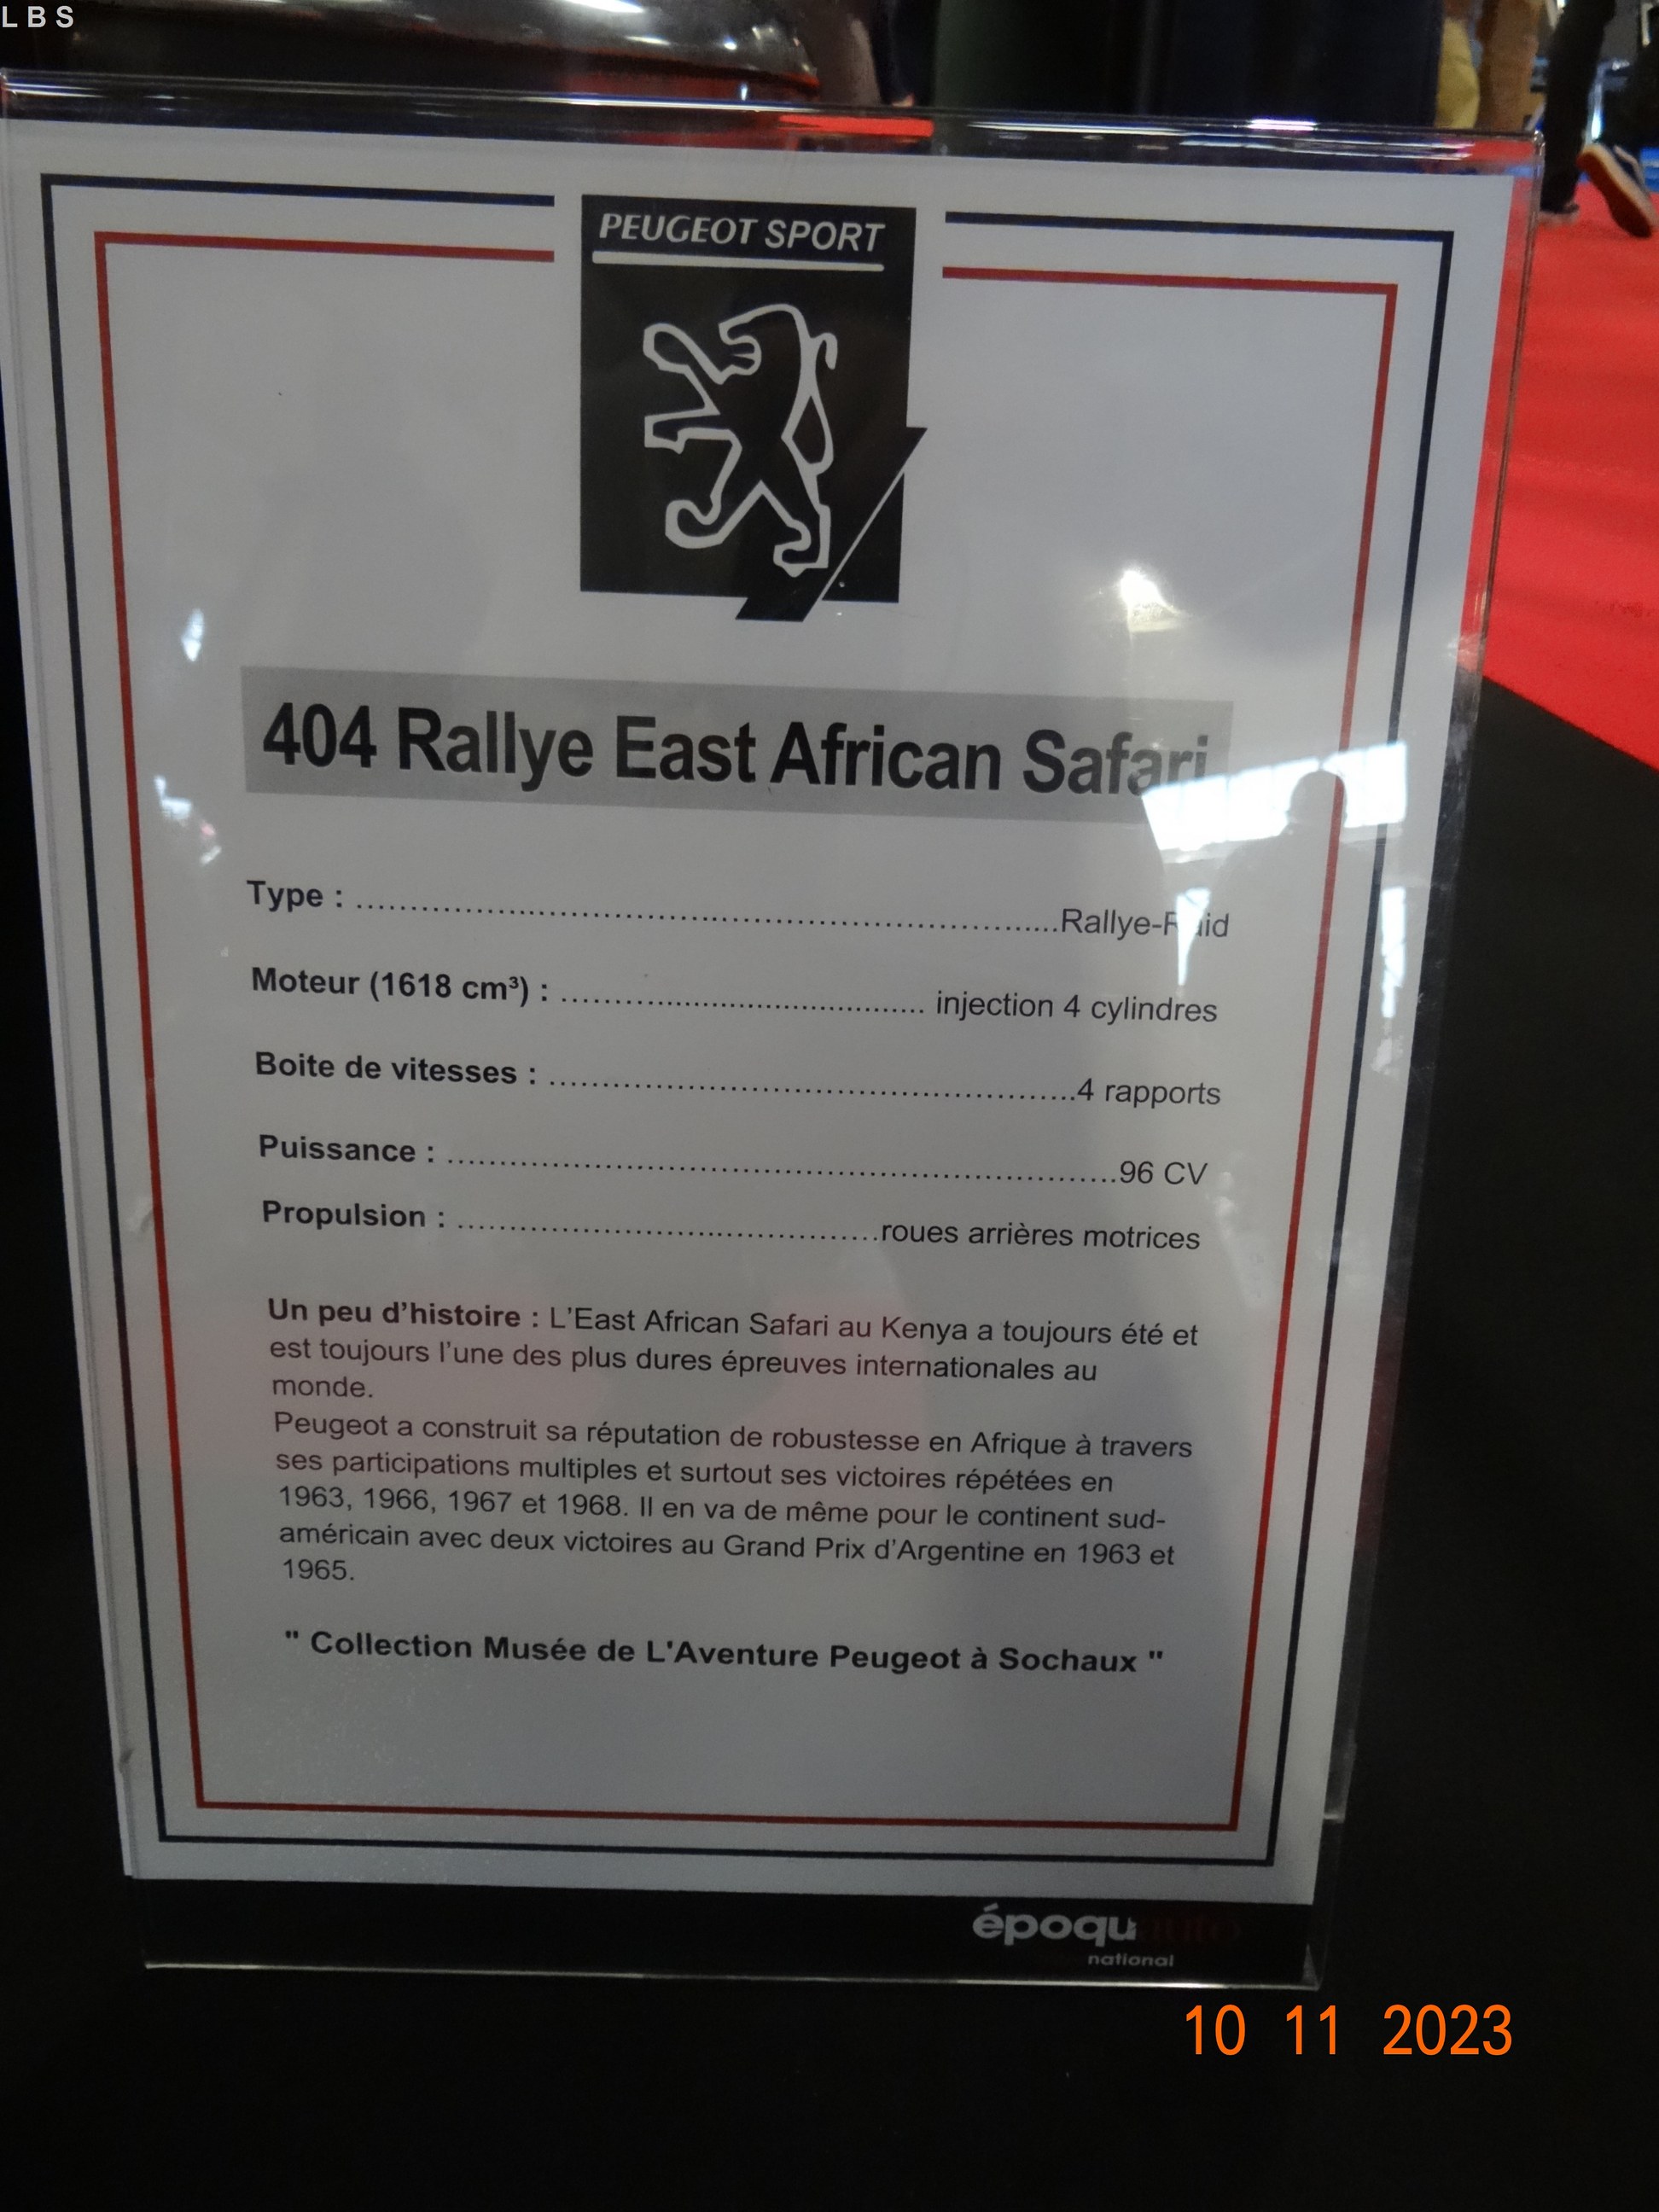 L B S
PEUGEOT SPORT
404 Rallye East African Safari
Type : ......................................................................Rallye-Raid
Moteur (1618 cm³) : ..................................... injection 4 cylindres
Boite de vitesses : .....................................................4 rapports
Puissance : ...................................................................96 CV
Propulsion : ..........................................roues arrières motrices
Un peu d’histoire : L’East African Safari au Kenya a toujours été et
est toujours l’une des plus dures épreuves internationales au
monde.
Peugeot a construit sa réputation de robustesse en Afrique à travers
ses participations multiples et surtout ses victoires répétées en
1963, 1966, 1967 et 1968. Il en va de même pour le continent sud-
américain avec deux victoires au Grand Prix d’Argentine en 1963 et
1965.
" Collection Musée de L'Aventure Peugeot à Sochaux "
époqu'auto
national
10 11 2023